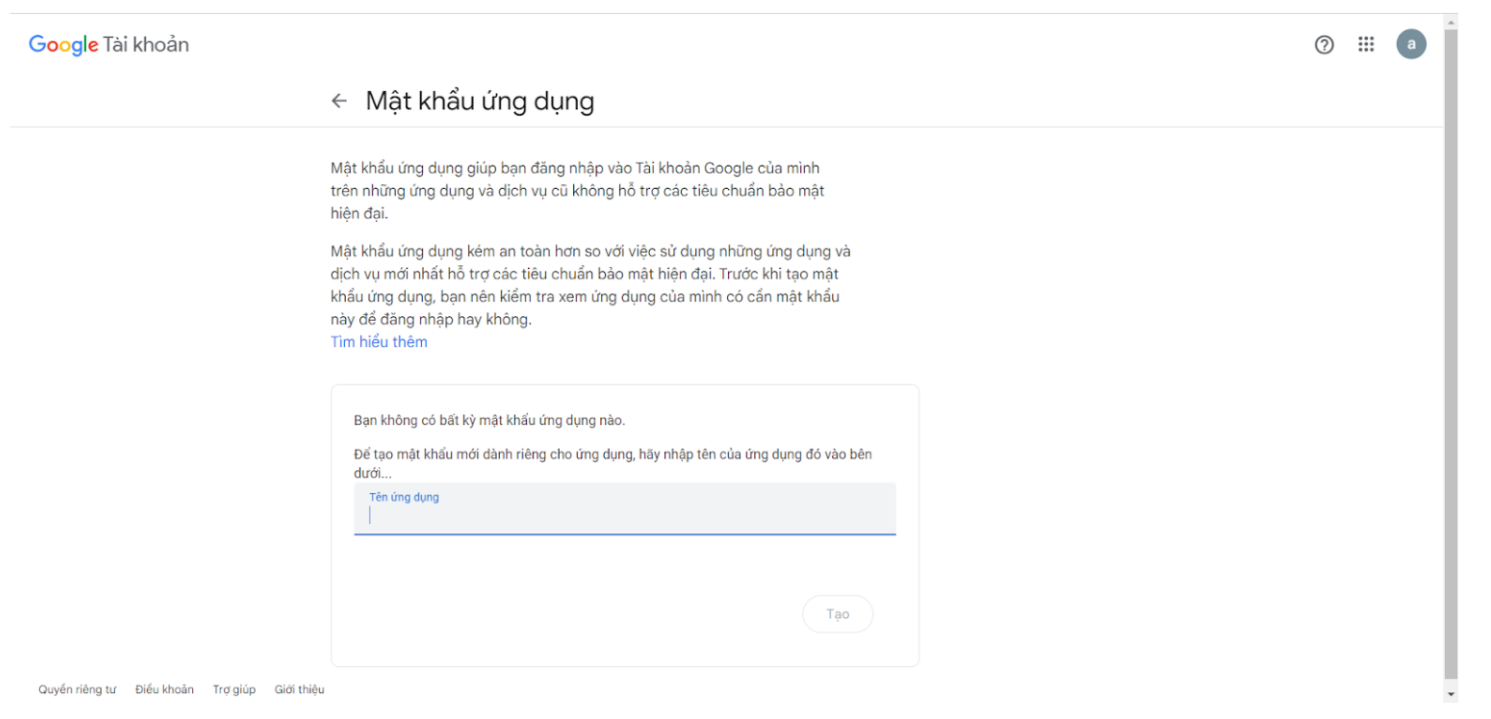 Google Tài khoản
a
Mật khẩu ứng dụng
Mật khẩu ứng dụng giúp bạn đăng nhập vào Tài khoản Google của mình
trên những ứng dụng và dịch vụ cũ không hỗ trợ các tiêu chuẩn bảo mật
hiện đại.
Mật khẩu ứng dụng kém an toàn hơn so với việc sử dụng những ứng dụng và
dịch vụ mới nhất hỗ trợ các tiêu chuẩn bảo mật hiện đại. Trước khi tạo mật
khẩu ứng dụng, bạn nên kiểm tra xem ứng dụng của mình có cần mật khẩu
này để đăng nhập hay không.
Tìm hiểu thêm
Bạn không có bất kỳ mật khẩu ứng dụng nào.
Để tạo mật khẩu mới dành riêng cho ứng dụng, hãy nhập tên của ứng dụng đó vào bên
dưới...
Tên ứng dụng
Tạo
Quyền riêng tư Điều khoản Trợ giúp Giới thiệu